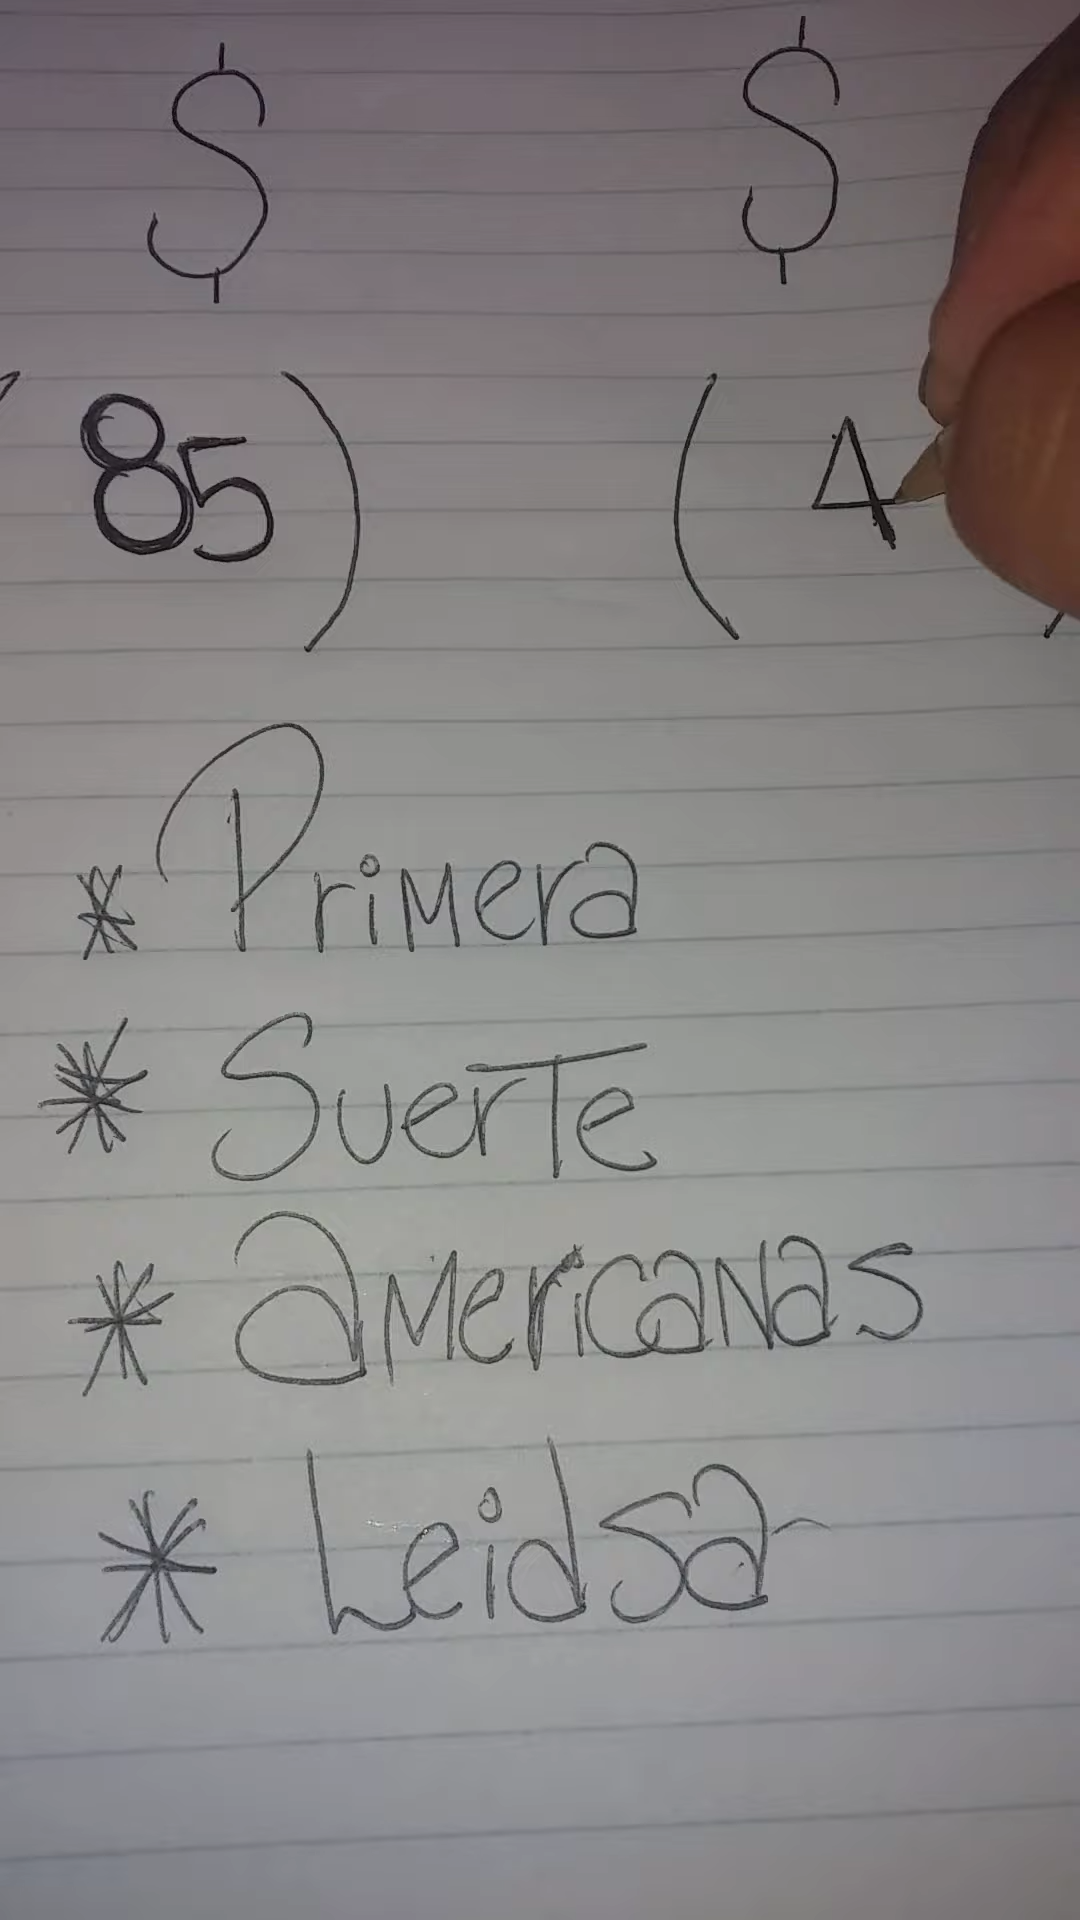 $ $
(85) (4
* Primera
* Suerte
* americanas
* Leidsa